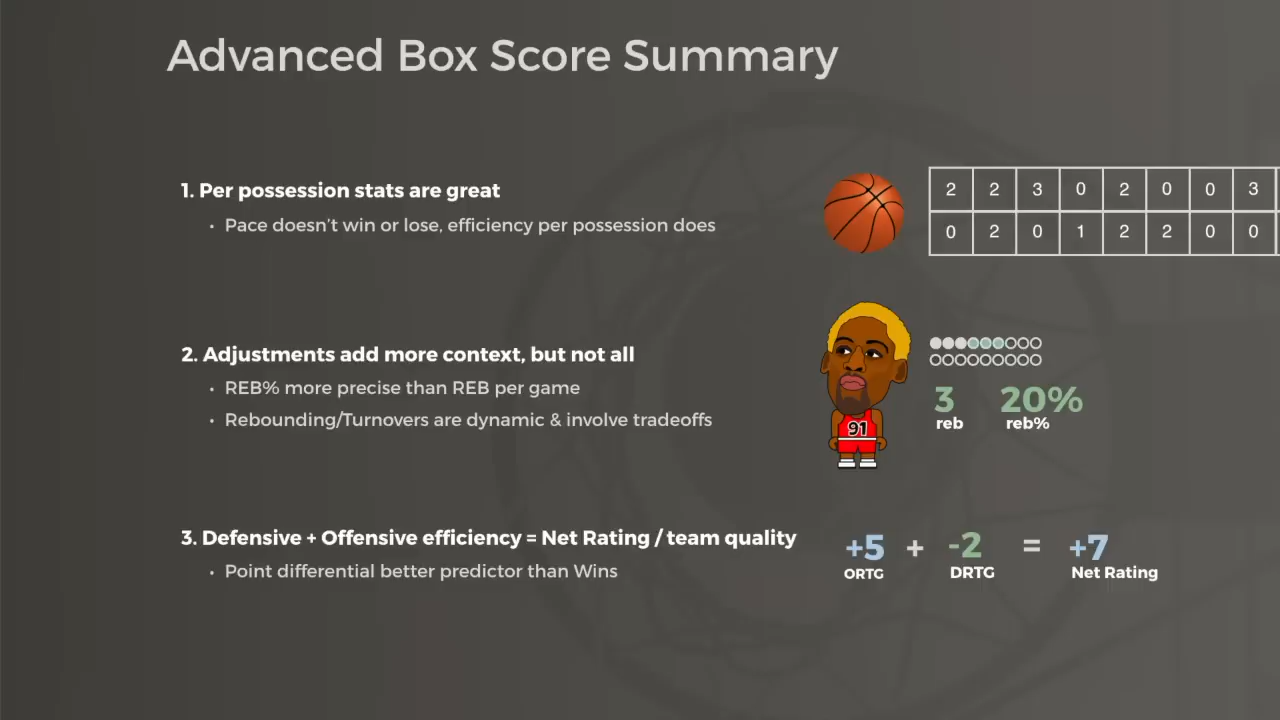 Advanced Box Score Summary
1. Per possession stats are great
• Pace doesn't win or lose, efficiency per possession does
2 2 3 0 2 0 0 3
0 2 0 1 2 2 0 0
2. Adjustments add more context, but not all
• REB% more precise than REB per game
• Rebounding/Turnovers are dynamic & involve tradeoffs
91
3 20%
reb reb%
3. Defensive + Offensive efficiency = Net Rating / team quality
• Point differential better predictor than Wins
+5 + -2 = +7
ORTG DRTG Net Rating